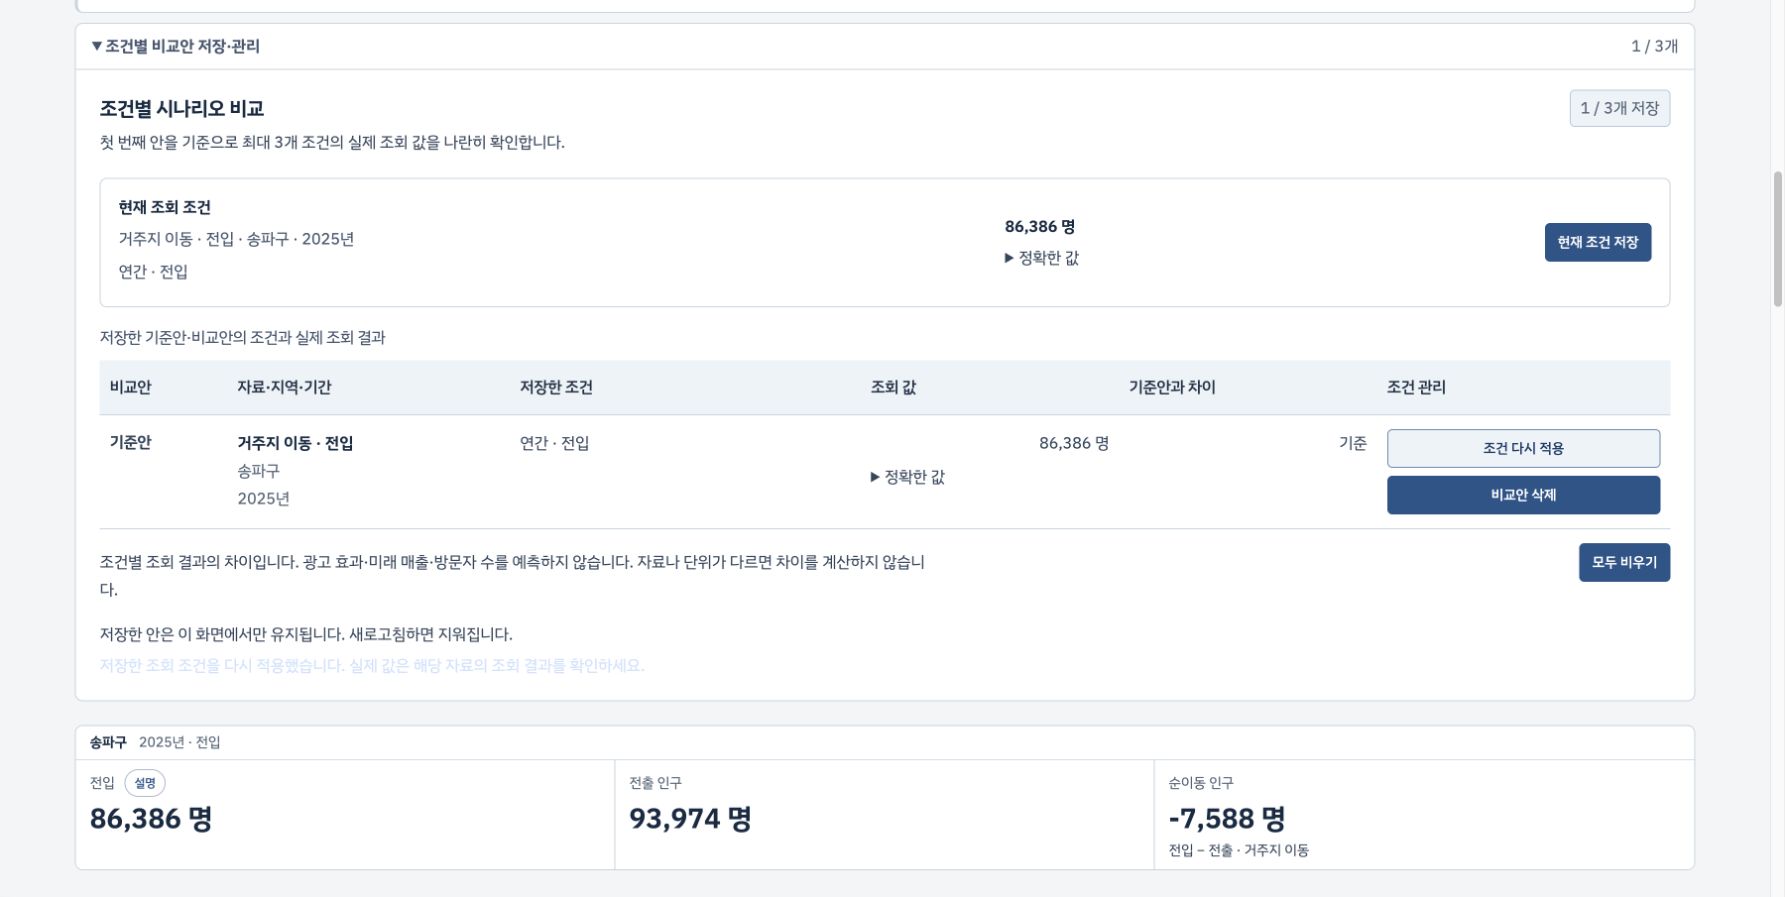 ▼ 조건별 비교안 저장·관리
1 / 3개
조건별 시나리오 비교
1 / 3개 저장
첫 번째 안을 기준으로 최대 3개 조건의 실제 조회 값을 나란히 확인합니다.
현재 조회 조건
거주지 이동 · 전입 · 송파구 · 2025년
연간 · 전입
86,386 명
▶ 정확한 값
현재 조건 저장
저장한 기준안·비교안의 조건과 실제 조회 결과
비교안 자료·지역·기간 저장한 조건 조회 값 기준안과 차이 조건 관리
기준안 거주지 이동 · 전입 연간 · 전입 86,386 명 기준 조건 다시 적용
송파구
▶ 정확한 값
2025년
비교안 삭제
조건별 조회 결과의 차이입니다. 광고 효과·미래 매출·방문자 수를 예측하지 않습니다. 자료나 단위가 다르면 차이를 계산하지 않습니
다.
모두 비우기
저장한 안은 이 화면에서만 유지됩니다. 새로고침하면 지워집니다.
저장한 조회 조건을 다시 적용했습니다. 실제 값은 해당 자료의 조회 결과를 확인하세요.
송파구 2025년 · 전입
전입 설명
86,386 명
전출 인구
93,974 명
순이동 인구
-7,588 명
전입 − 전출 · 거주지 이동